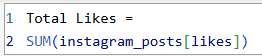 1 Total Likes =
2 SUM(instagram_posts[likes])